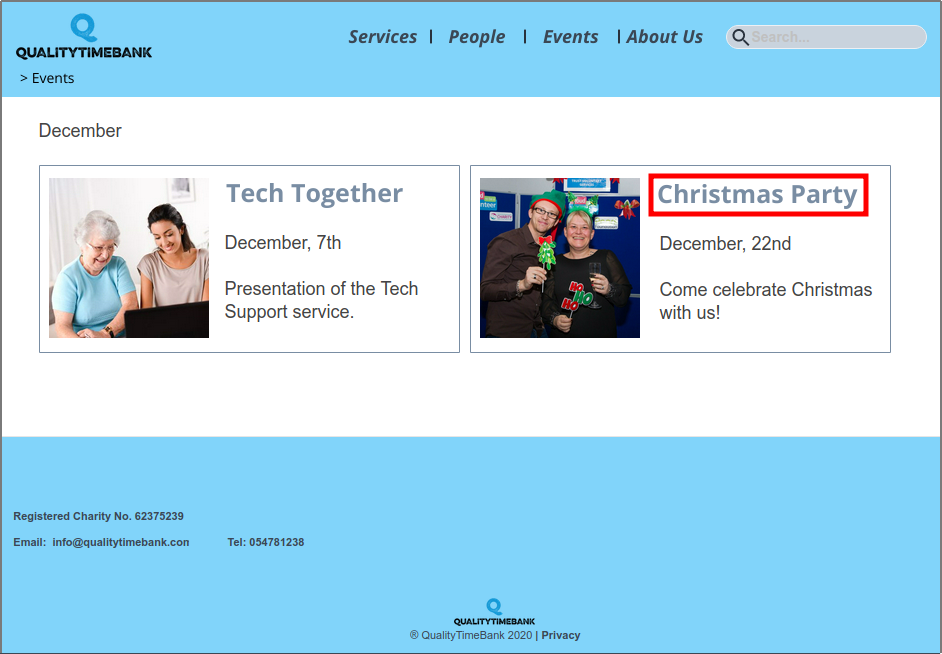 QUALITYTIMEBANK
Services | People | Events | About Us
Search...
> Events
December
Tech Together
December, 7th
Presentation of the Tech
Support service.
Christmas Party
December, 22nd
Come celebrate Christmas
with us!
HO
HO
Registered Charity No. 62375239
Email: info@qualitytimebank.con Tel: 054781238
QUALITYTIMEBANK
® QualityTimeBank 2020 | Privacy